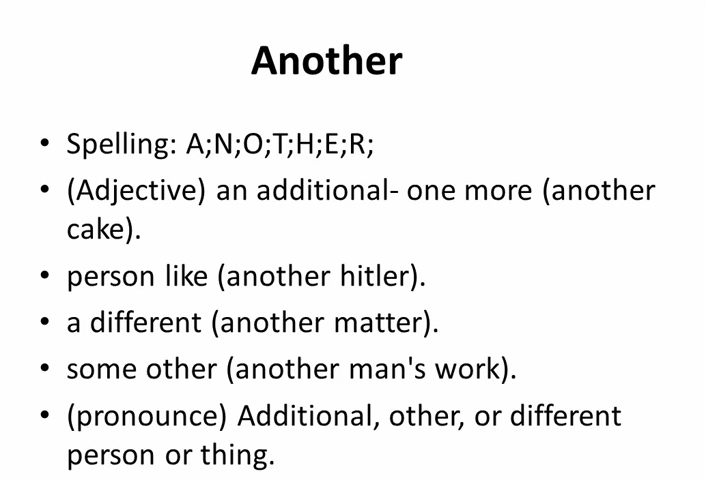 Another
• Spelling: A;N;O;T;H;E;R;
• (Adjective) an additional- one more (another
cake).
• person like (another hitler).
• a different (another matter).
• some other (another man's work).
• (pronounce) Additional, other, or different
person or thing.